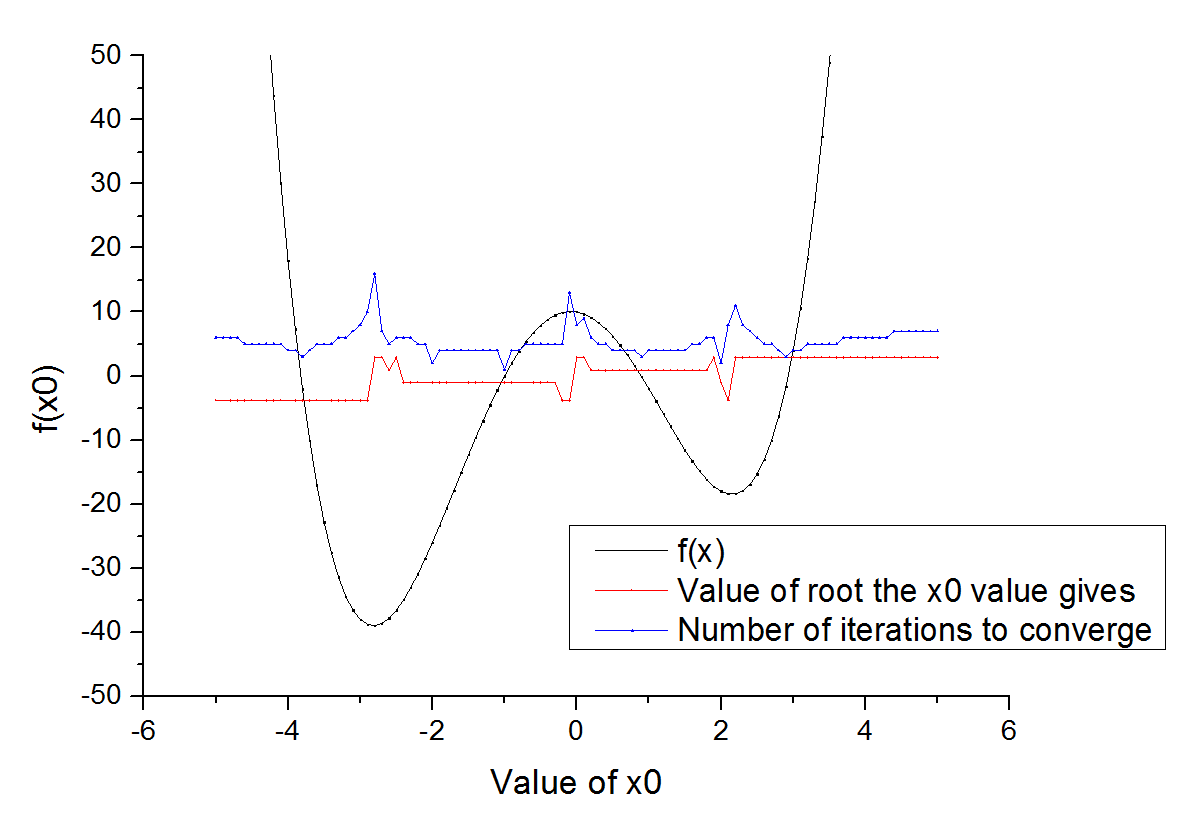 50
40
30
20
10
0
-10
-20
-30
-40
-50
f(x0)
-6 -4 -2 0 2 4 6
Value of x0
f(x)
Value of root the x0 value gives
Number of iterations to converge